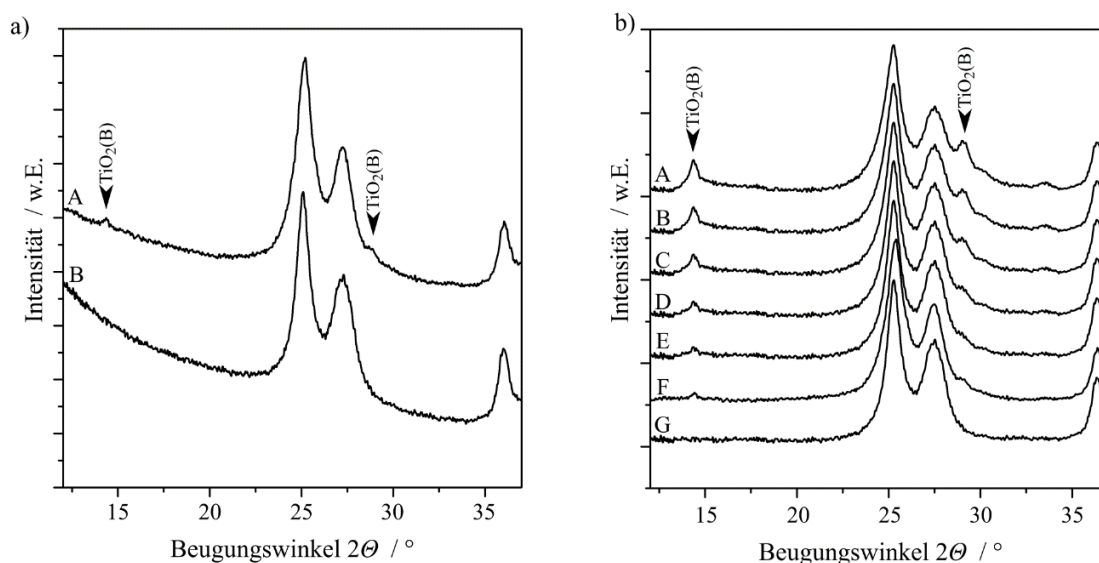 a)
TiO2(B)
TiO2(B)
A
B
Intensität / w.E.
15 20 25 30 35
Beugungswinkel 2Θ / °
b)
TiO2(B)
TiO2(B)
A
B
C
D
E
F
G
Intensität / w.E.
15 20 25 30 35
Beugungswinkel 2Θ / °